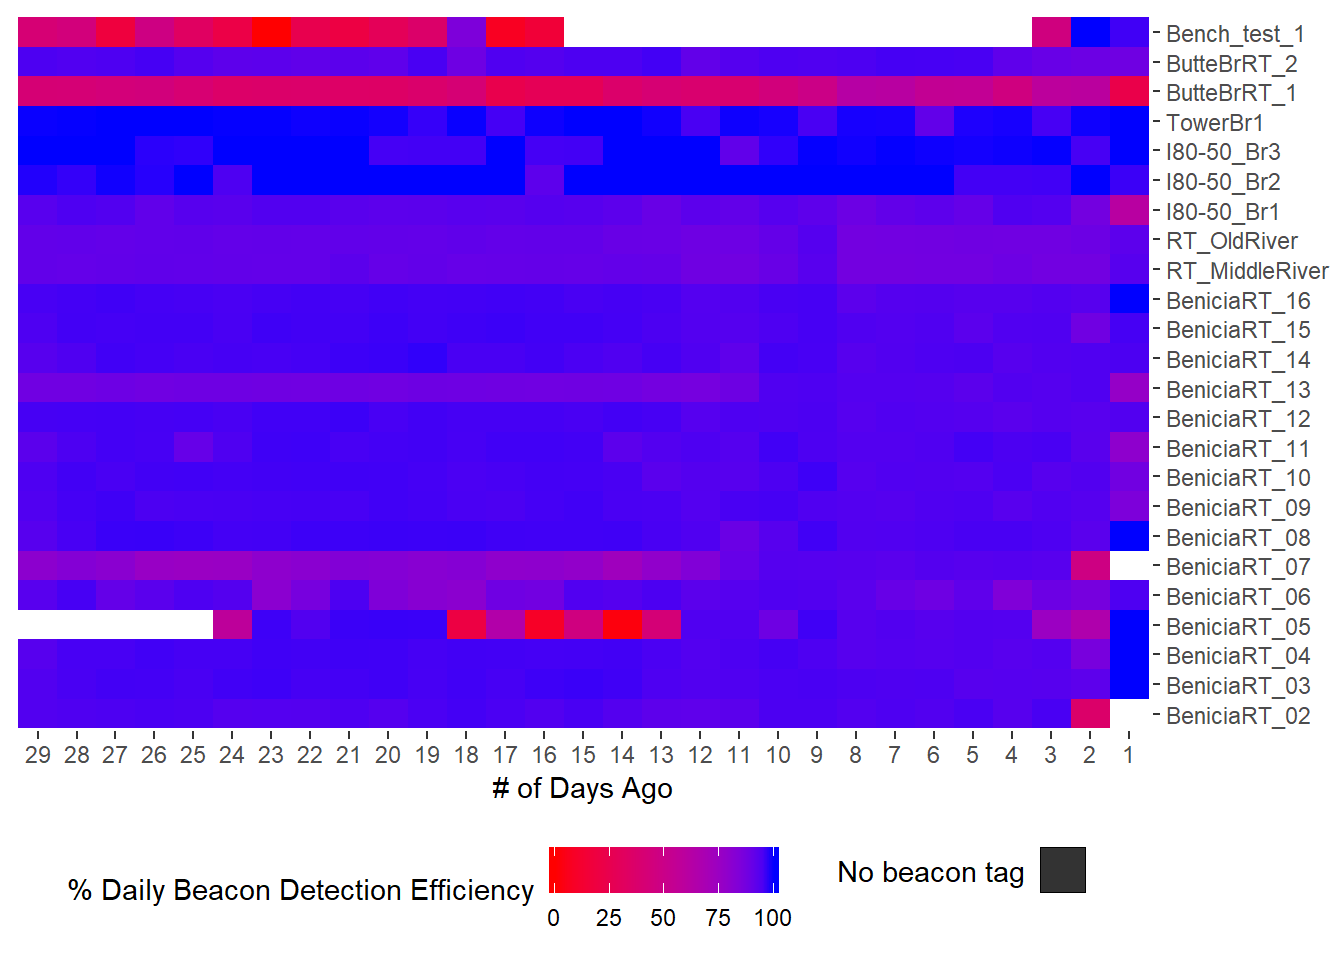 Bench_test_1
ButteBrRT_2
ButteBrRT_1
TowerBr1
I80-50_Br3
I80-50_Br2
I80-50_Br1
RT_OldRiver
RT_MiddleRiver
BeniciaRT_16
BeniciaRT_15
BeniciaRT_14
BeniciaRT_13
BeniciaRT_12
BeniciaRT_11
BeniciaRT_10
BeniciaRT_09
BeniciaRT_08
BeniciaRT_07
BeniciaRT_06
BeniciaRT_05
BeniciaRT_04
BeniciaRT_03
BeniciaRT_02
29 28 27 26 25 24 23 22 21 20 19 18 17 16 15 14 13 12 11 10 9 8 7 6 5 4 3 2 1
# of Days Ago
% Daily Beacon Detection Efficiency
0 25 50 75 100
No beacon tag